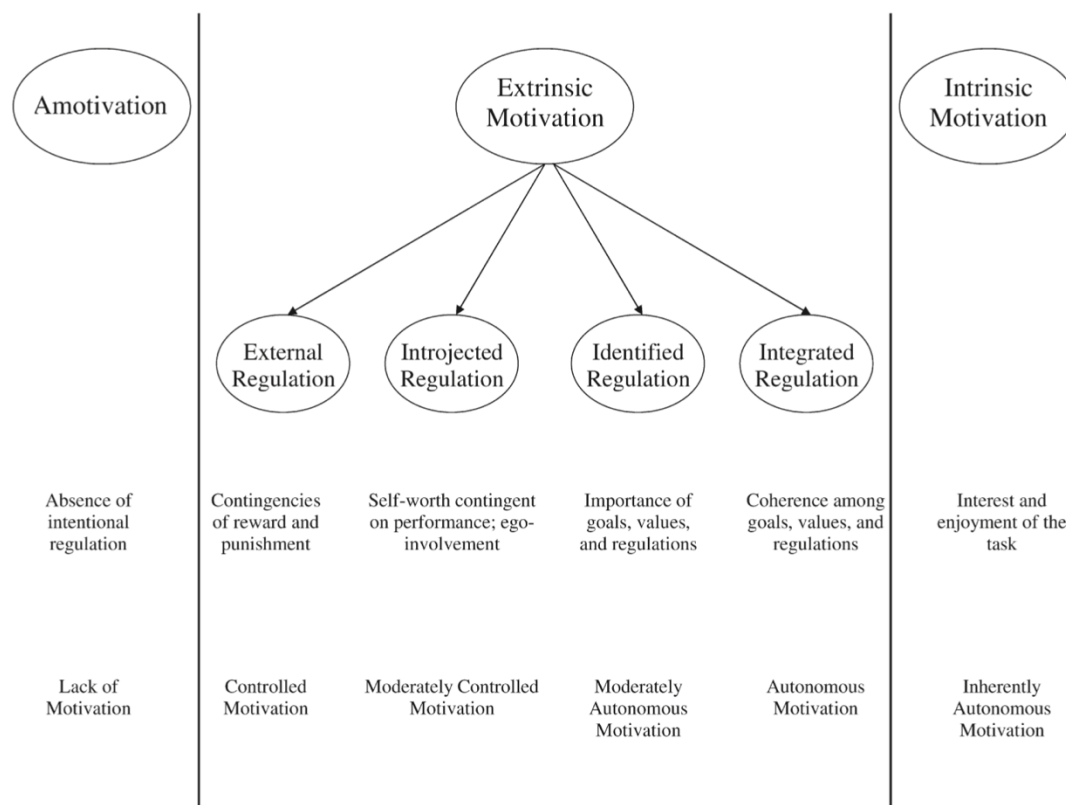 Amotivation
Extrinsic
Motivation
Intrinsic
Motivation
External
Regulation
Introjected
Regulation
Identified
Regulation
Integrated
Regulation
Absence of
intentional
regulation
Contingencies
of reward and
punishment
Self-worth contingent
on performance; ego-
involvement
Importance of
goals, values,
and regulations
Coherence among
goals, values, and
regulations
Interest and
enjoyment of the
task
Lack of
Motivation
Controlled
Motivation
Moderately Controlled
Motivation
Moderately
Autonomous
Motivation
Autonomous
Motivation
Inherently
Autonomous
Motivation